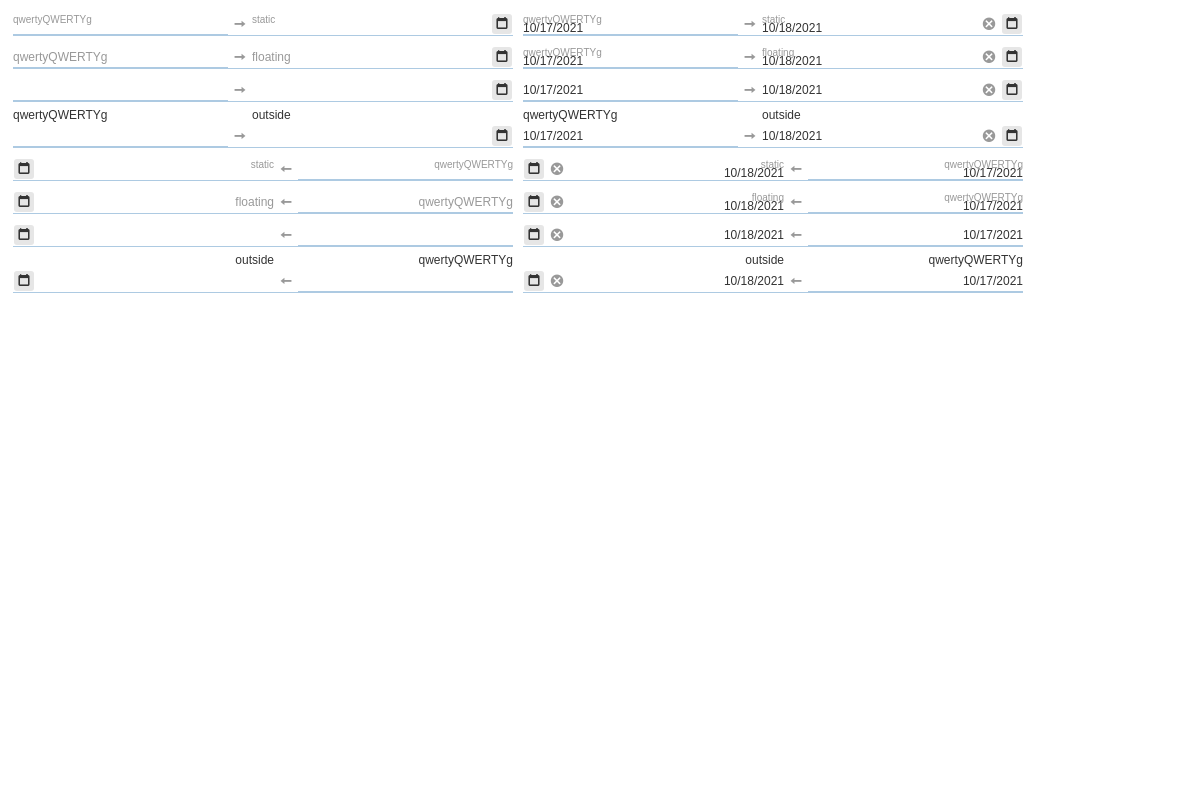 qwertyQWERTYg static qwertyQWERTYg static
10/17/2021 10/18/2021
qwertyQWERTYg floating qwertyQWERTYg floating
10/17/2021 10/18/2021
10/17/2021 10/18/2021
qwertyQWERTYg outside qwertyQWERTYg outside
10/17/2021 10/18/2021
static qwertyQWERTYg static qwertyQWERTYg
10/18/2021 10/17/2021
floating qwertyQWERTYg floating qwertyQWERTYg
10/18/2021 10/17/2021
10/18/2021 10/17/2021
outside qwertyQWERTYg outside qwertyQWERTYg
10/18/2021 10/17/2021